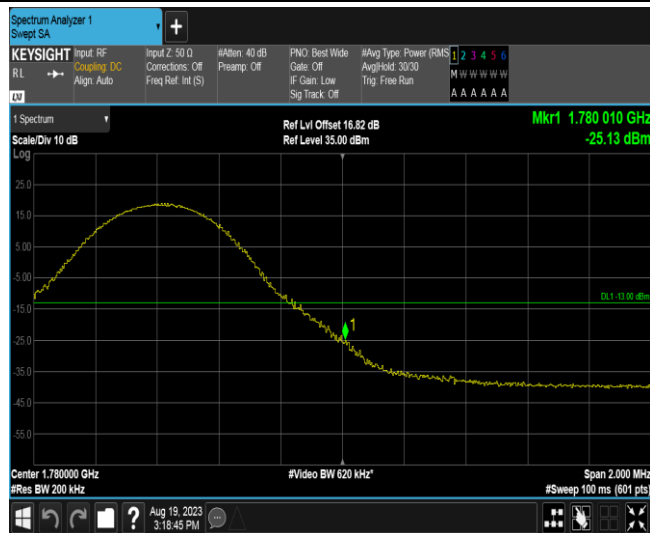 Spectrum Analyzer 1
Swept SA
+
KEYSIGHT
RL
LXI
Input: RF
Coupling: DC
Align: Auto
Input Z: 50 Ω
Corrections: Off
Freq Ref: Int (S)
#Atten: 40 dB
Preamp: Off
PNO: Best Wide
Gate: Off
IF Gain: Low
Sig Track: Off
#Avg Type: Power (RMS
Avg|Hold: 30/30
Trig: Free Run
1 2 3 4 5 6
M W W W W W
A A A A A A
1 Spectrum
Scale/Div 10 dB
Log
Ref Lvl Offset 16.82 dB
Ref Level 35.00 dBm
Mkr1 1.780 010 GHz
-25.13 dBm
25.0
15.0
5.00
-5.00
DL1 -13.00 dBm
-15.0
1
-25.0
-35.0
-45.0
-55.0
Center 1.780000 GHz
#Video BW 620 kHz*
Span 2.000 MHz
#Res BW 200 kHz
#Sweep 100 ms (601 pts)
?
Aug 19, 2023
3:18:45 PM